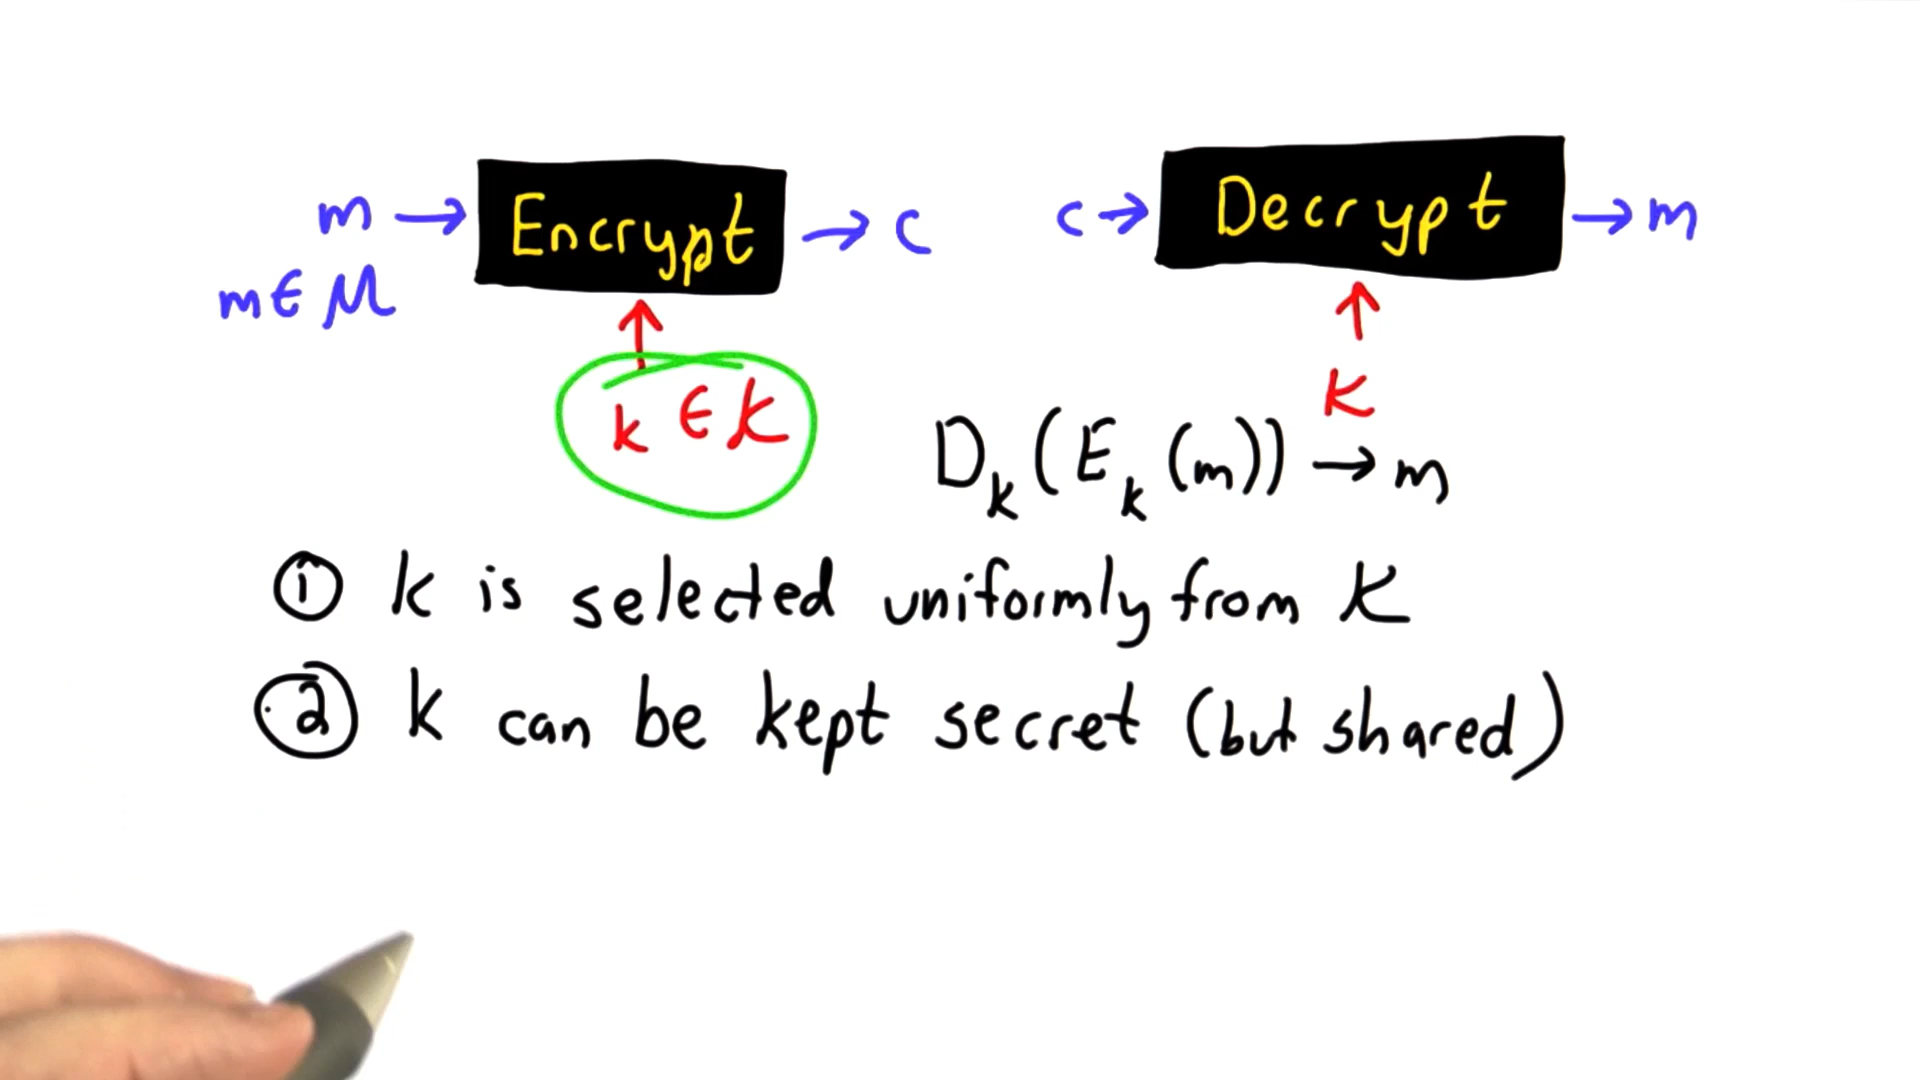 m → Encrypt → c
c → Decrypt → m
m ∈ M
k ∈ K
K
D_k(E_k(m)) → m
① k is selected uniformly from K
② k can be kept secret (but shared)